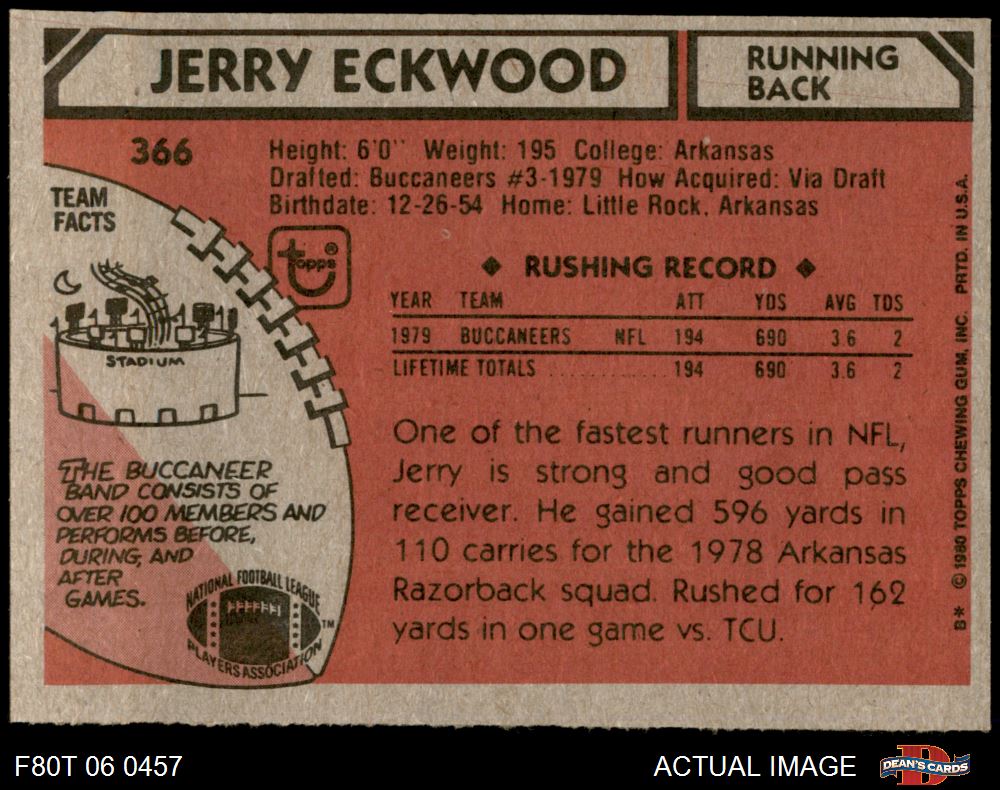 JERRY ECKWOOD
RUNNING
BACK
366
Height: 6'0" Weight: 195 College: Arkansas
Drafted: Buccaneers #3-1979 How Acquired: Via Draft
Birthdate: 12-26-54 Home: Little Rock, Arkansas
TEAM
FACTS
topps®
STADIUM
THE BUCCANEER
BAND CONSISTS OF
OVER 100 MEMBERS AND
PERFORMS BEFORE,
DURING, AND
AFTER
GAMES.
NATIONAL FOOTBALL LEAGUE
PLAYERS ASSOCIATION
TM
◆ RUSHING RECORD ◆
YEAR TEAM ATT YDS AVG TDS
1979 BUCCANEERS NFL 194 690 3.6 2
LIFETIME TOTALS .............. 194 690 3.6 2
One of the fastest runners in NFL,
Jerry is strong and good pass
receiver. He gained 596 yards in
110 carries for the 1978 Arkansas
Razorback squad. Rushed for 162
yards in one game vs. TCU.
B* © 1980 TOPPS CHEWING GUM, INC. PRTD. IN U.S.A.
F80T 06 0457
ACTUAL IMAGE
DEAN'S CARDS